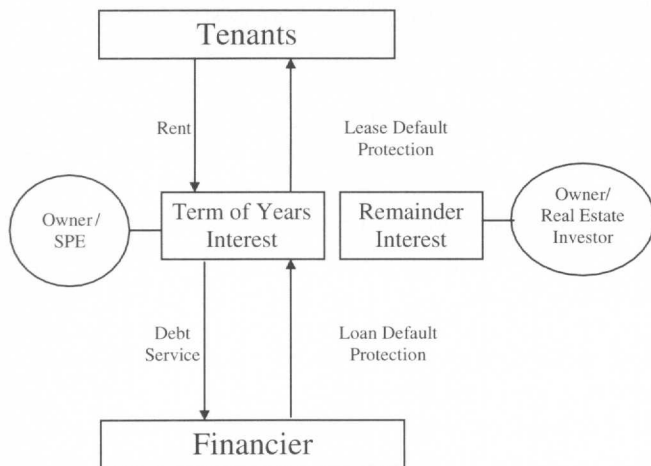 Tenants
Rent
Lease Default
Protection
Owner/
SPE
Term of Years
Interest
Remainder
Interest
Owner/
Real Estate
Investor
Debt
Service
Loan Default
Protection
Financier